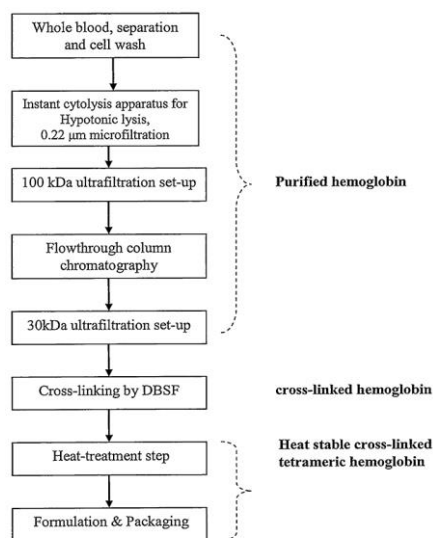 Whole blood, separation
and cell wash
Instant cytolysis apparatus for
Hypotonic lysis,
0.22 μm microfiltration
100 kDa ultrafiltration set-up
Purified hemoglobin
Flowthrough column
chromatography
30kDa ultrafiltration set-up
Cross-linking by DBSF
cross-linked hemoglobin
Heat-treatment step
Heat stable cross-linked
tetrameric hemoglobin
Formulation & Packaging